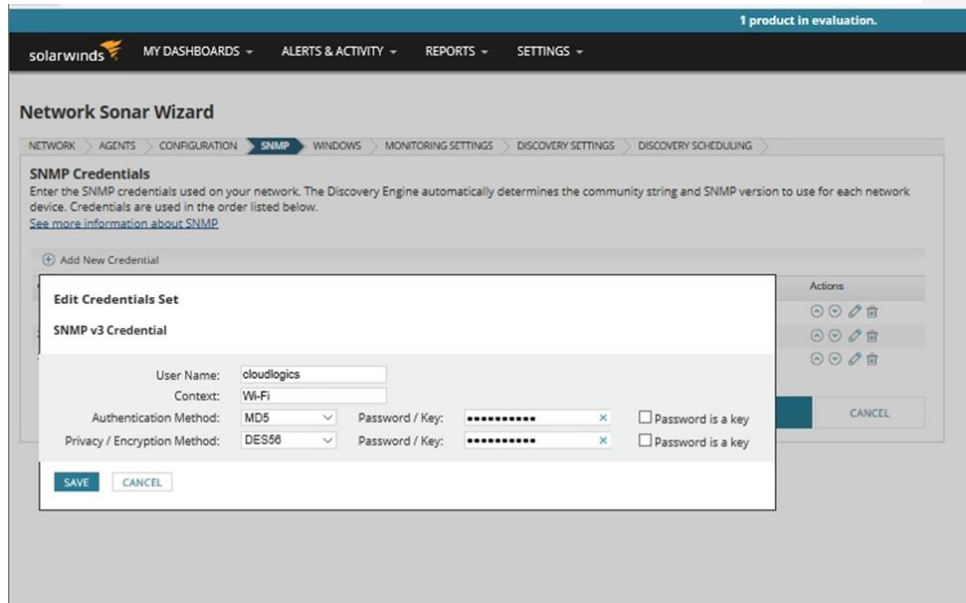 1 product in evaluation.
solarwinds MY DASHBOARDS ALERTS & ACTIVITY REPORTS SETTINGS
Network Sonar Wizard
NETWORK AGENTS CONFIGURATION SNMP WINDOWS MONITORING SETTINGS DISCOVERY SETTINGS DISCOVERY SCHEDULING
SNMP Credentials
Enter the SNMP credentials used on your network. The Discovery Engine automatically determines the community string and SNMP version to use for each network
device. Credentials are used in the order listed below.
See more information about SNMP
Add New Credential
Actions
Edit Credentials Set
SNMP v3 Credential
User Name: cloudlogics
Context: Wi-Fi
Authentication Method: MD5 Password / Key: •••••••••• Password is a key
Privacy / Encryption Method: DES56 Password / Key: •••••••••• Password is a key
CANCEL
SAVE CANCEL